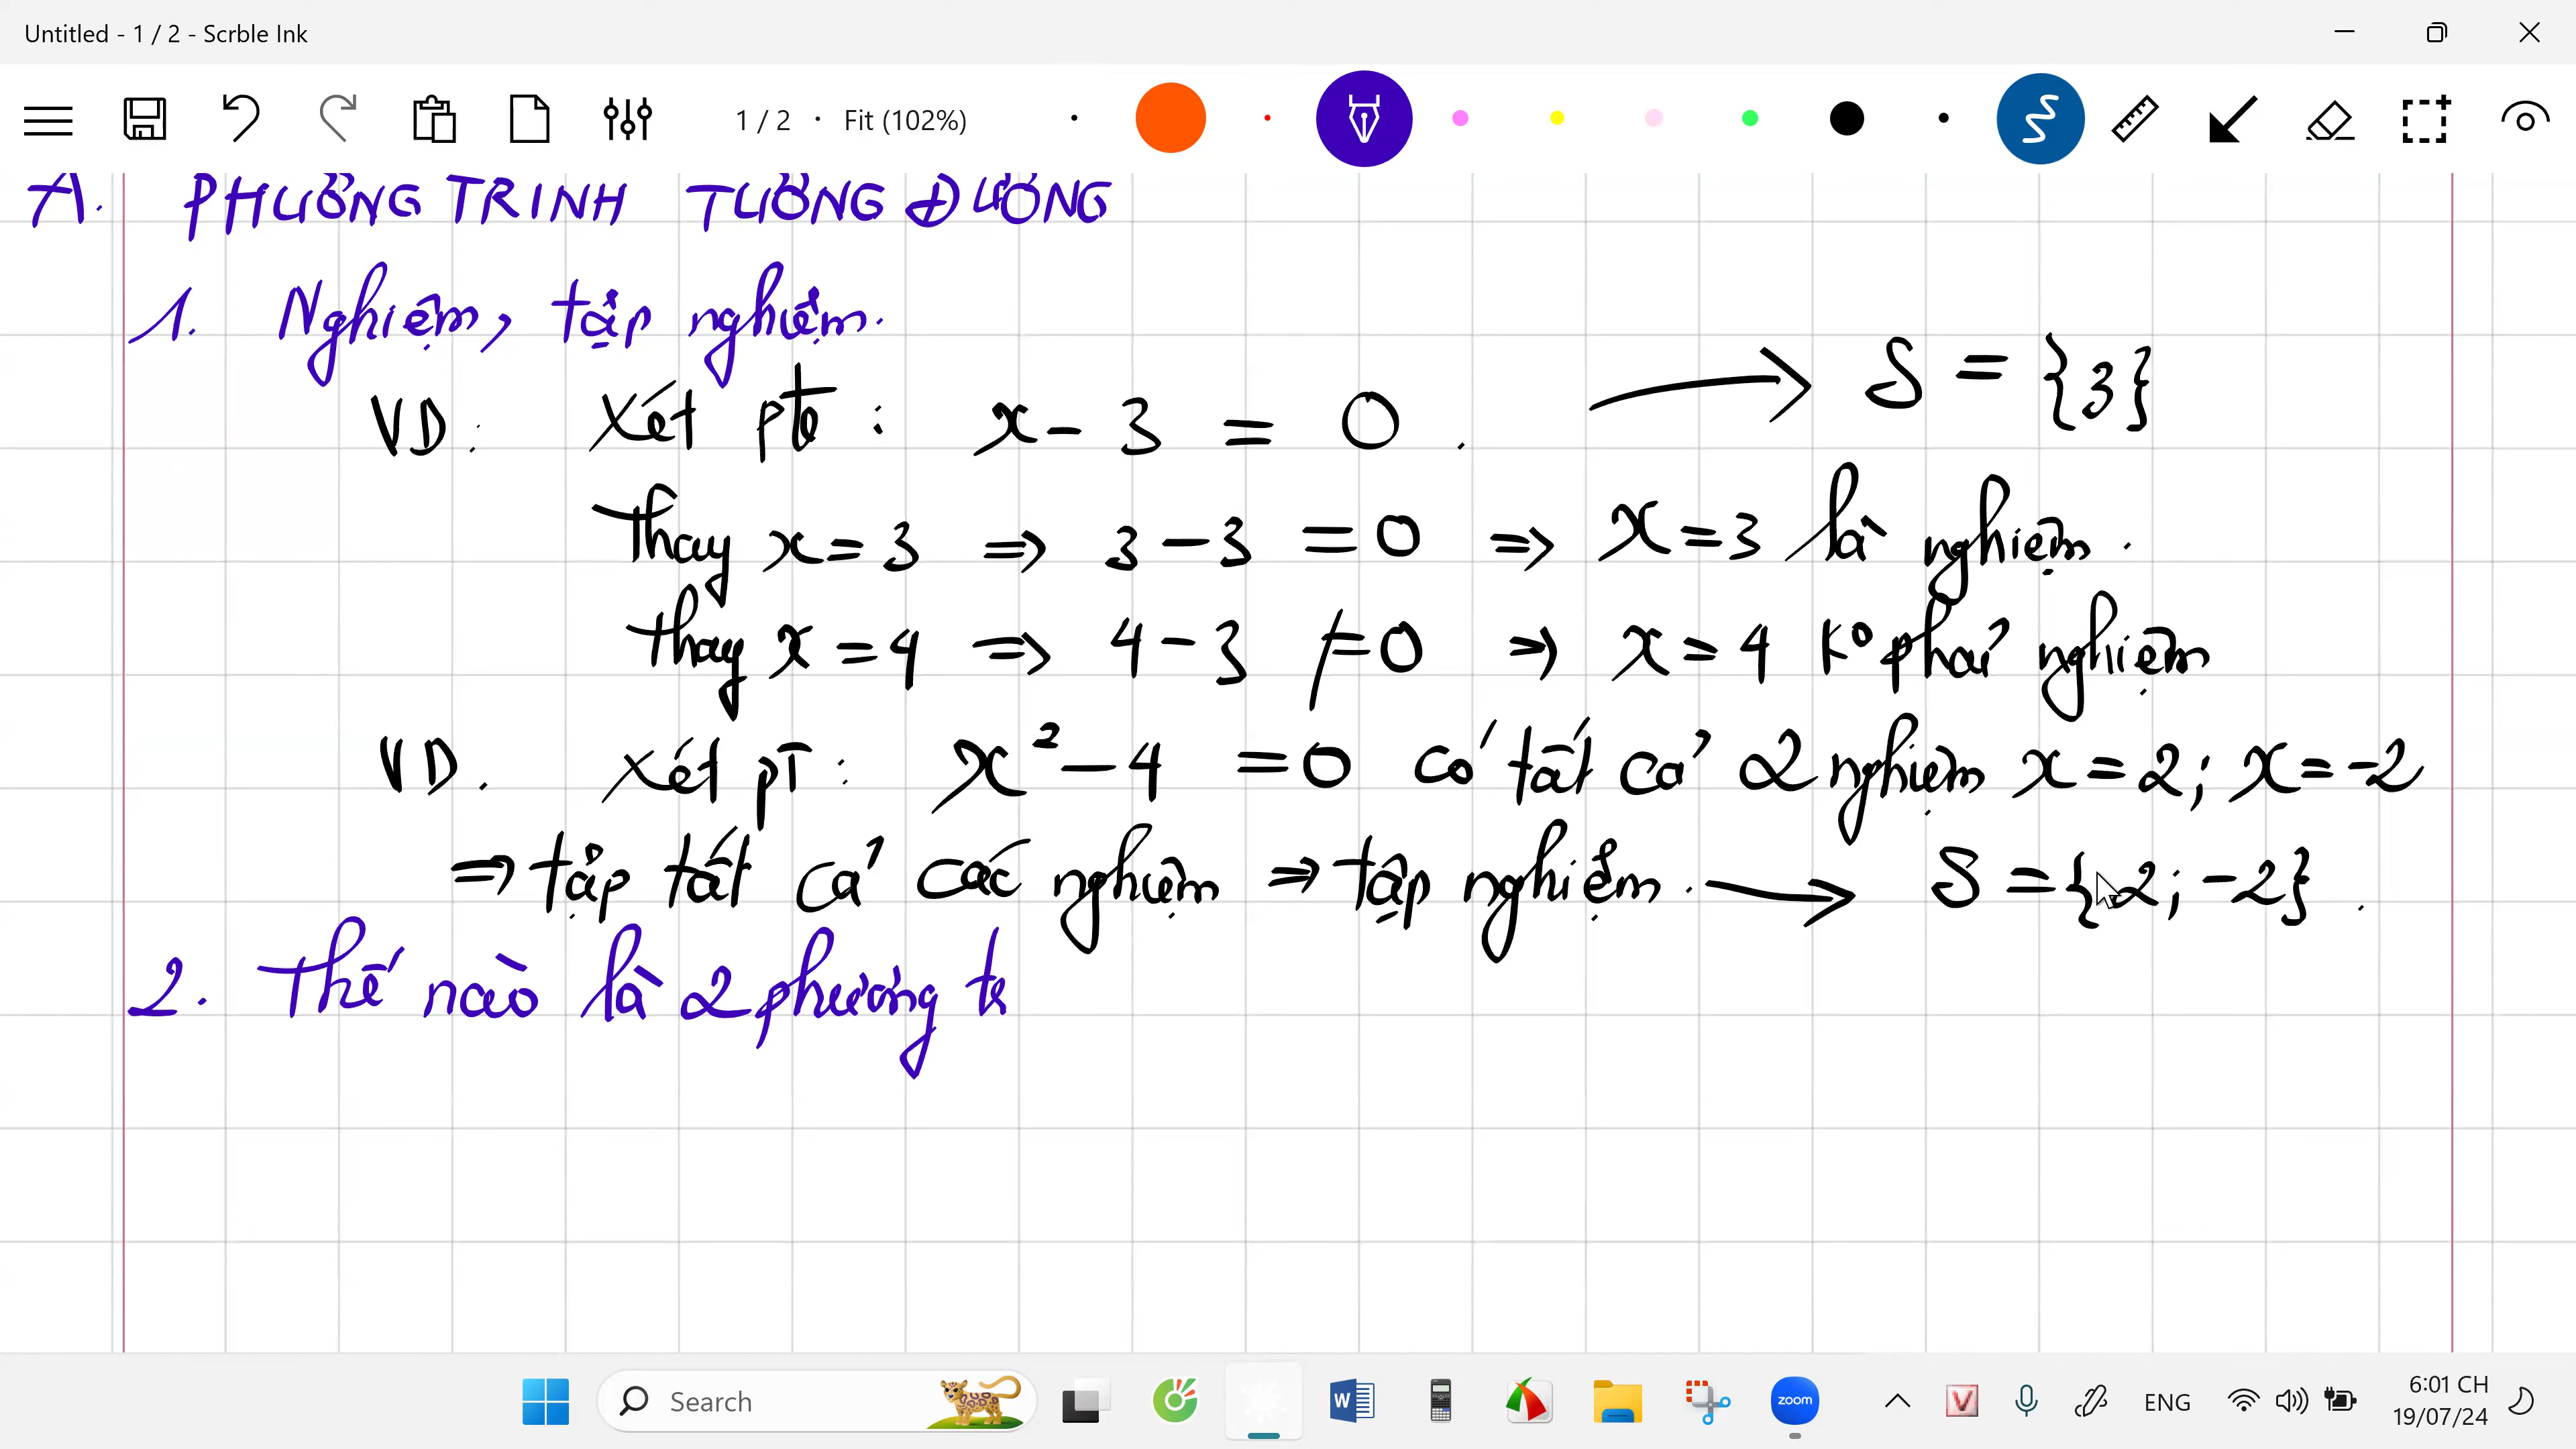 Untitled - 1 / 2 - Scrble Ink
1 / 2 · Fit (102%)
A. PHƯƠNG TRINH TƯƠNG ĐƯƠNG
1. Nghiệm, tập nghiệm.
VD: Xét ptr : x - 3 = 0 . → S = {3}
Thay x = 3 ⇒ 3 - 3 = 0 ⇒ x = 3 là nghiệm.
Thay x = 4 ⇒ 4 - 3 ≠ 0 ⇒ x = 4 k° phải nghiệm
VD. Xét pT : x² - 4 = 0 có tất cả 2 nghiệm x = 2; x = -2
⇒ tập tất cả các nghiệm ⇒ tập nghiệm. → S = {2; -2} .
2. Thế nào là 2 phương tr
Search
W
zoom
V
ENG
6:01 CH
19/07/24